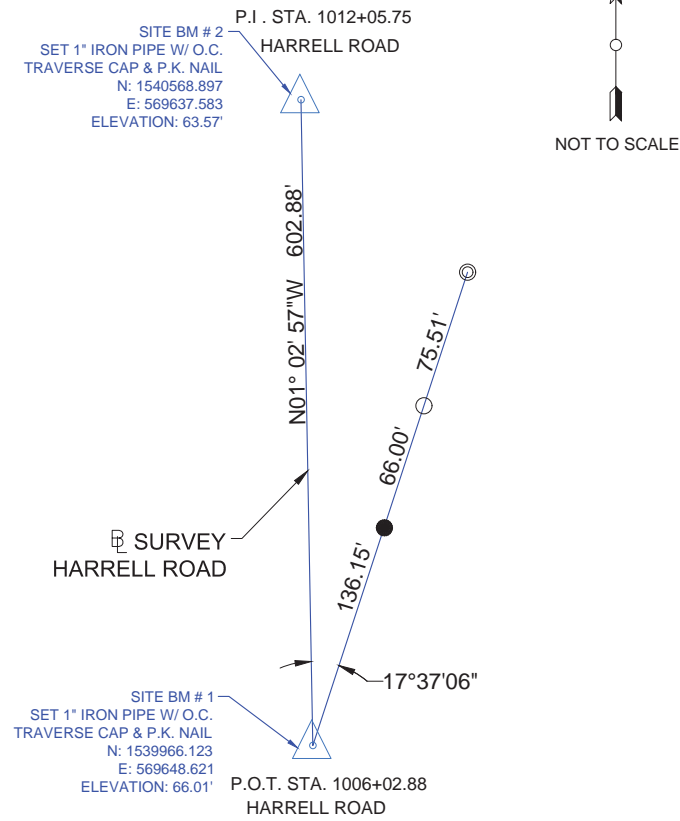 P.I . STA. 1012+05.75
HARRELL ROAD
SITE BM # 2
SET 1" IRON PIPE W/ O.C.
TRAVERSE CAP & P.K. NAIL
N: 1540568.897
E: 569637.583
ELEVATION: 63.57'
NOT TO SCALE
N01° 02' 57"W 602.88'
75.51'
66.00'
136.15'
BL SURVEY
HARRELL ROAD
17°37'06"
SITE BM # 1
SET 1" IRON PIPE W/ O.C.
TRAVERSE CAP & P.K. NAIL
N: 1539966.123
E: 569648.621
ELEVATION: 66.01'
P.O.T. STA. 1006+02.88
HARRELL ROAD